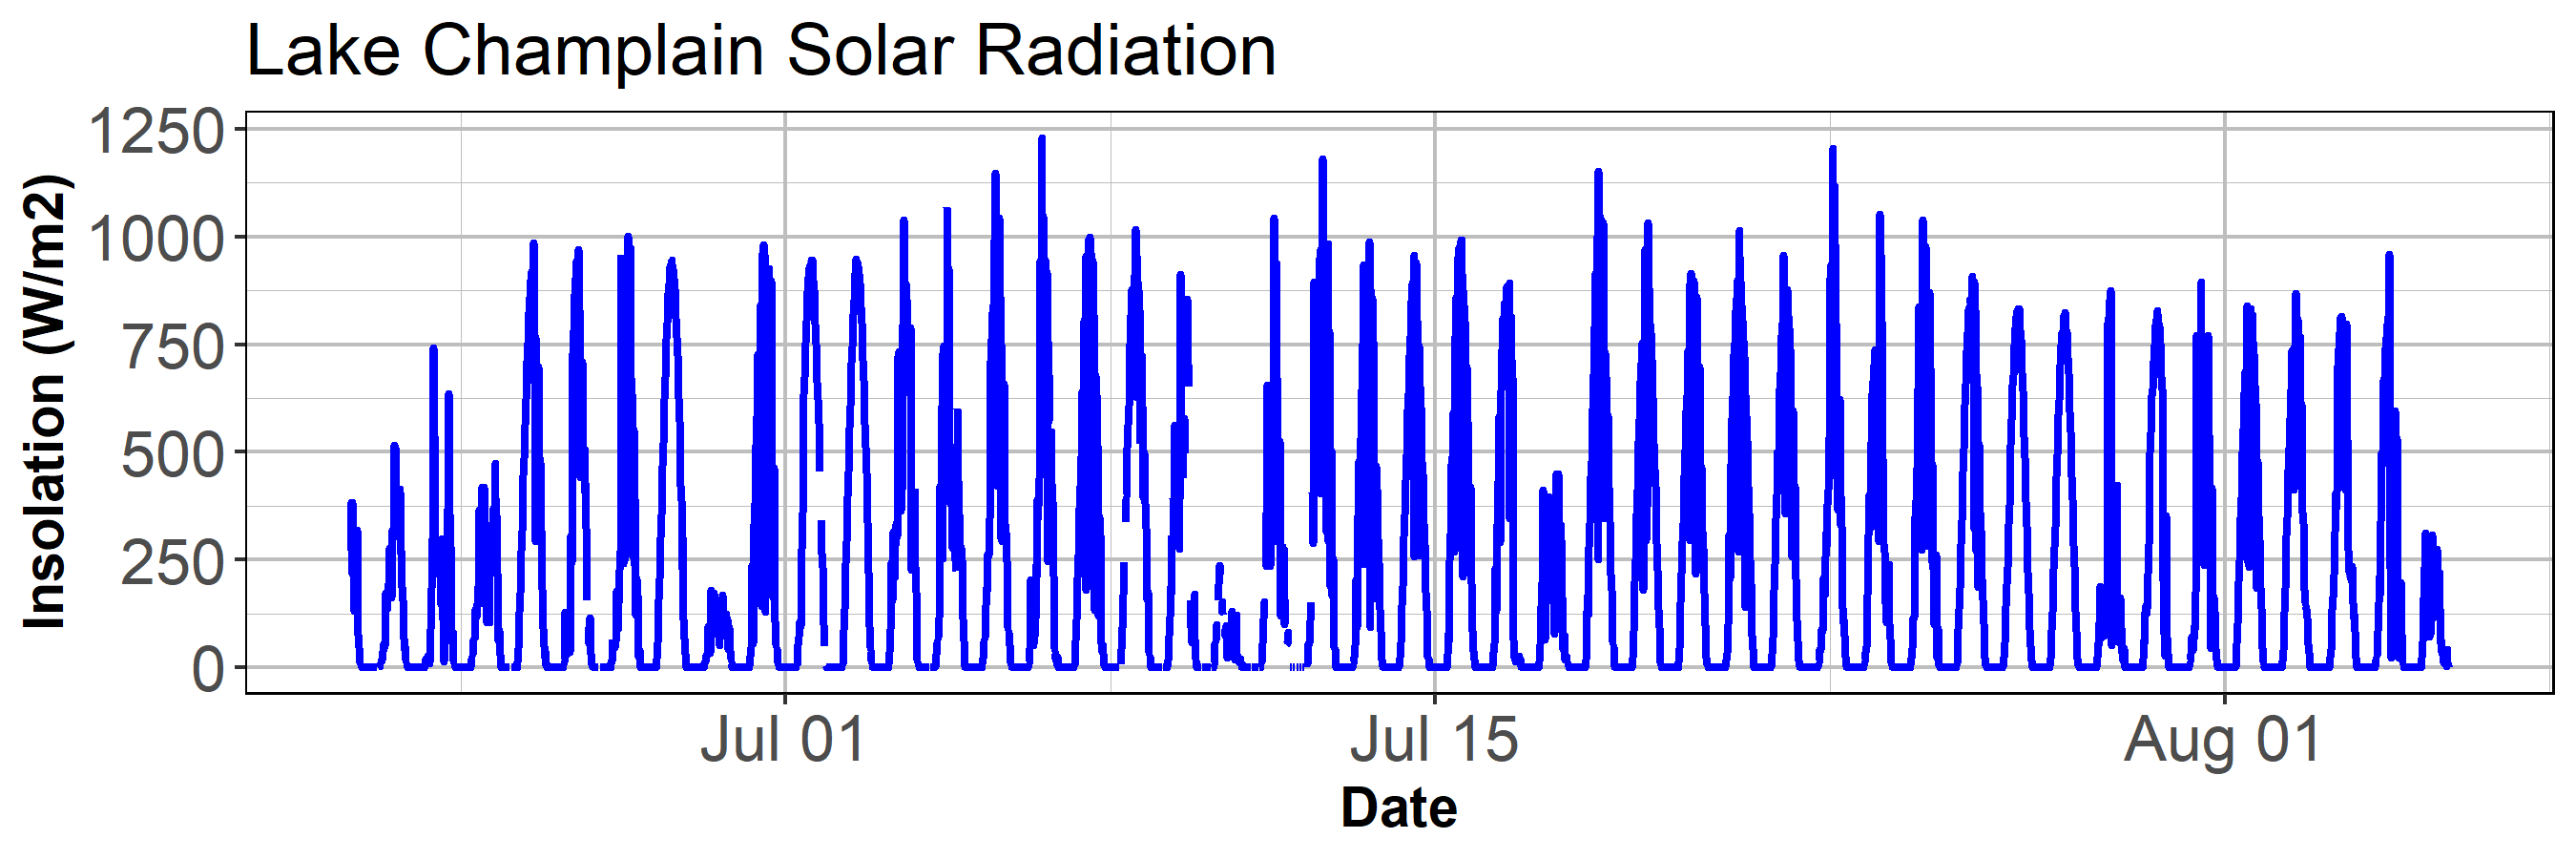 Lake Champlain Solar Radiation
Insolation (W/m2)
1250
1000
750
500
250
0
Jul 01 Jul 15 Aug 01
Date